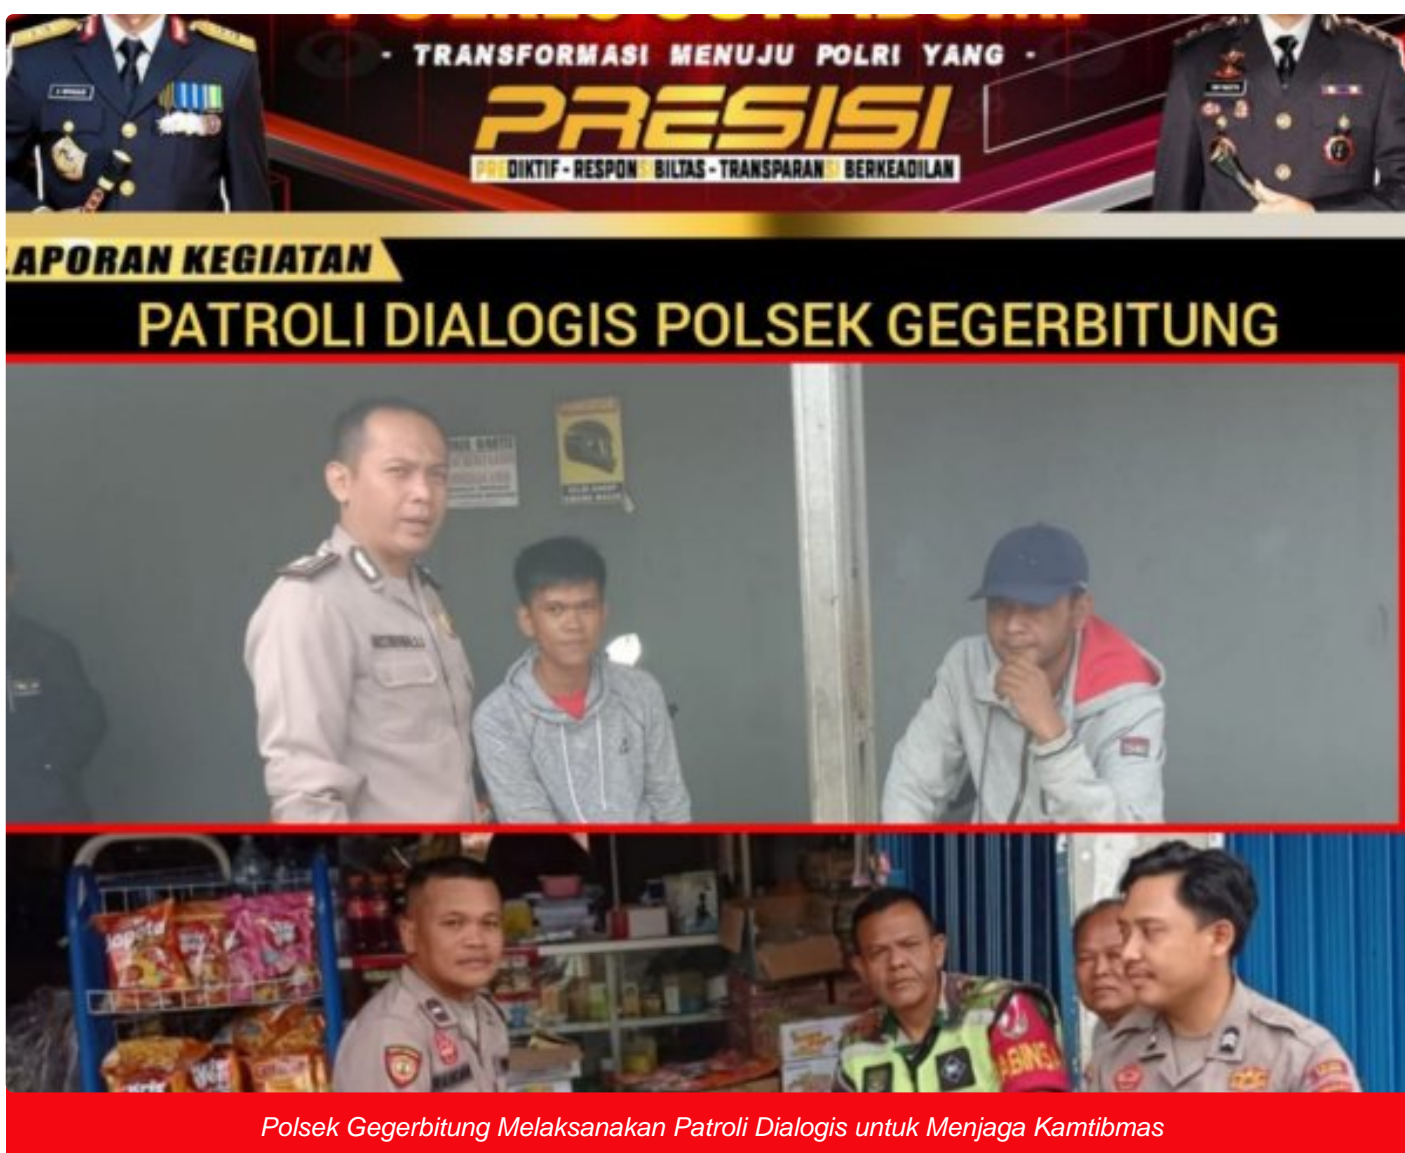 - TRANSFORMASI MENUJU POLRI YANG -
PRESISI
PREDIKTIF - RESPONSIBILTAS - TRANSPARANSI BERKEADILAN
LAPORAN KEGIATAN
PATROLI DIALOGIS POLSEK GEGERBITUNG
Polsek Gegerbitung Melaksanakan Patroli Dialogis untuk Menjaga Kamtibmas